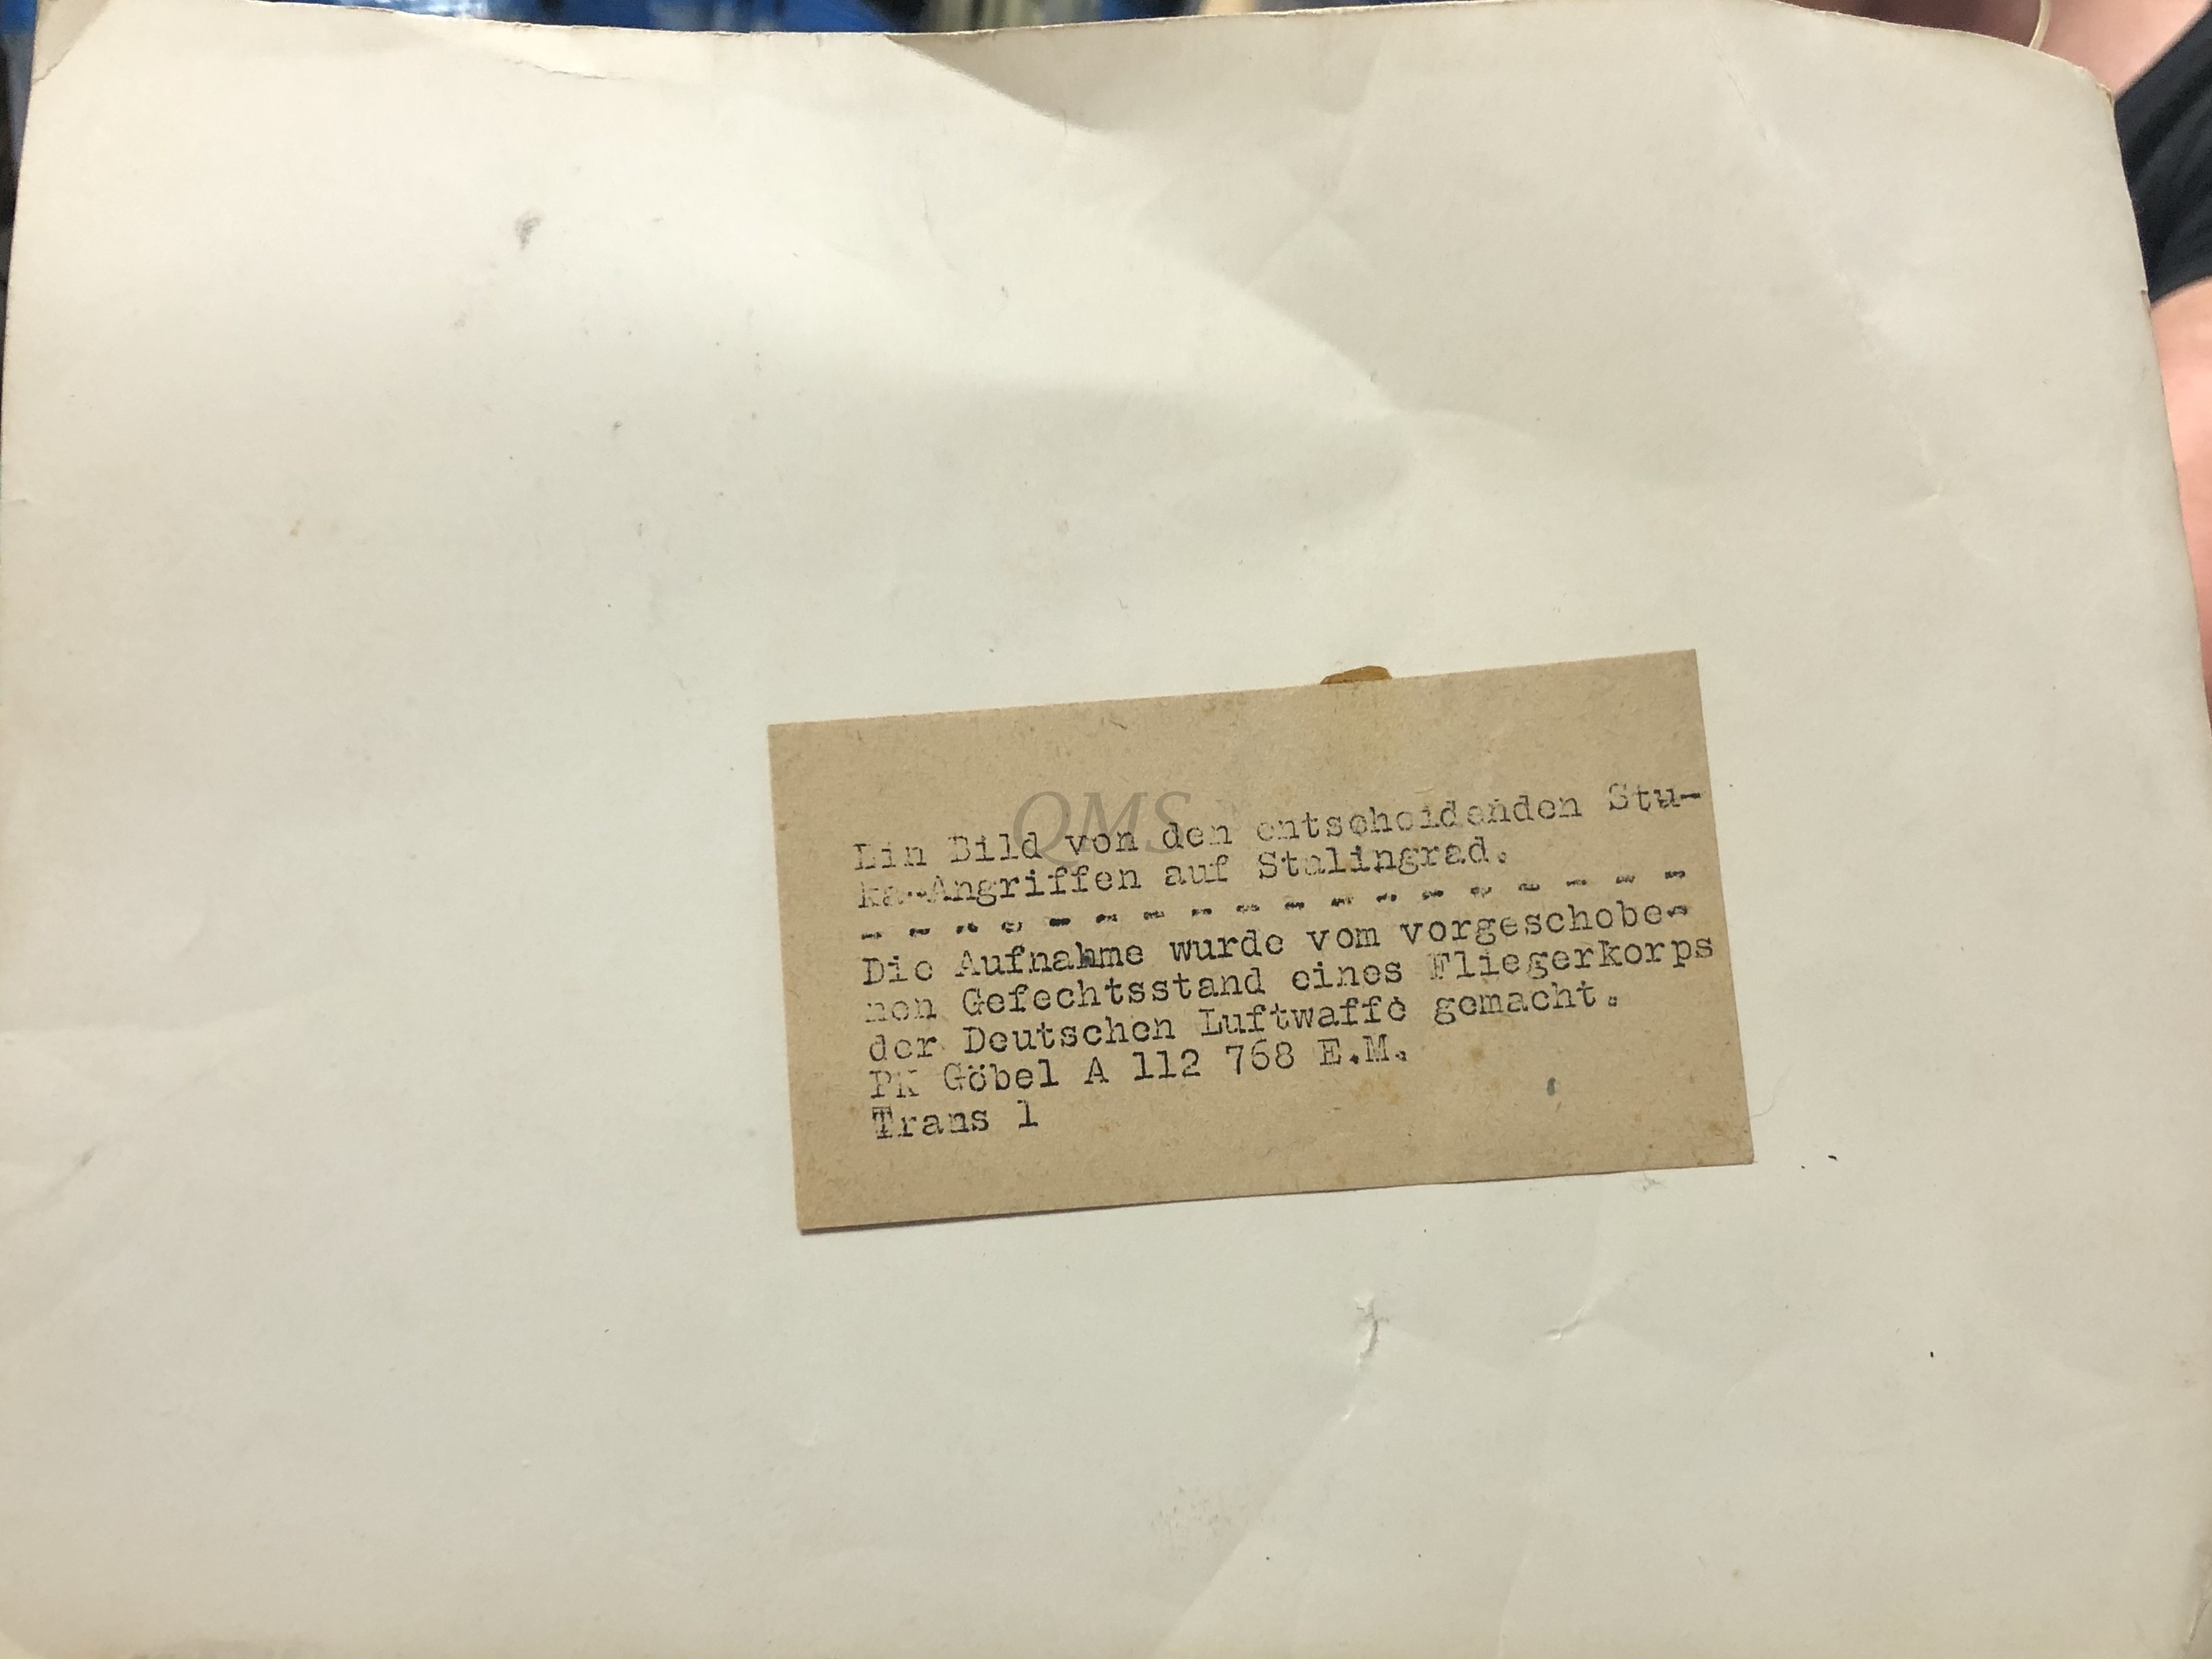 QMS
Ein Bild von den entscheidenden Stu-
ka-Angriffen auf Stalingrad.
- - - - - - - - - - - - - - - - - -
Die Aufnahme wurde vom vorgeschobe-
nen Gefechtsstand eines Fliegerkorps
der Deutschen Luftwaffe gemacht.
PK Göbel A 112 768 E.M.
Trans 1